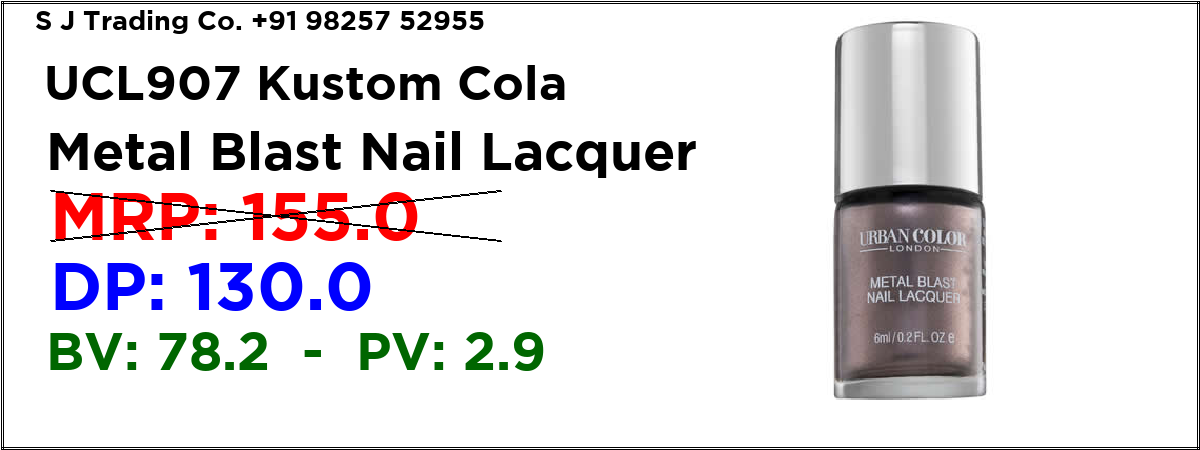 S J Trading Co. +91 98257 52955
UCL907 Kustom Cola
Metal Blast Nail Lacquer
MRP: 155.0
DP: 130.0
BV: 78.2 - PV: 2.9
URBAN COLOR
LONDON
METAL BLAST
NAIL LACQUER
6ml/0.2FL.OZ e